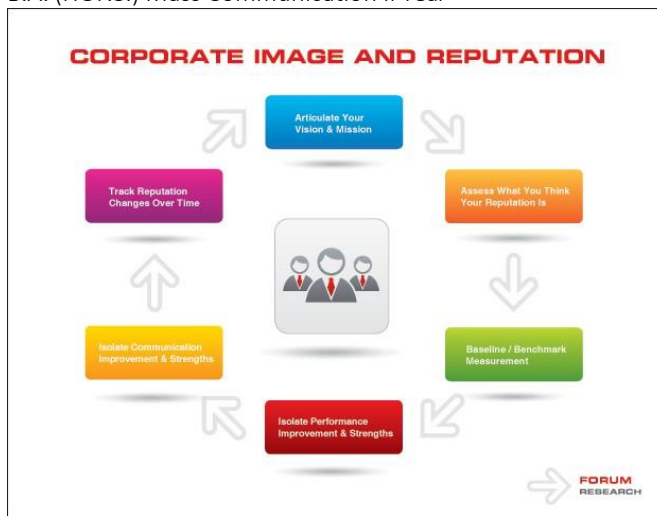 CORPORATE IMAGE AND REPUTATION
Articulate Your
Vision & Mission
Assess What You Think
Your Reputation Is
Baseline / Benchmark
Measurement
Isolate Performance
Improvement & Strengths
Isolate Communication
Improvement & Strengths
Track Reputation
Changes Over Time
FORUM
RESEARCH